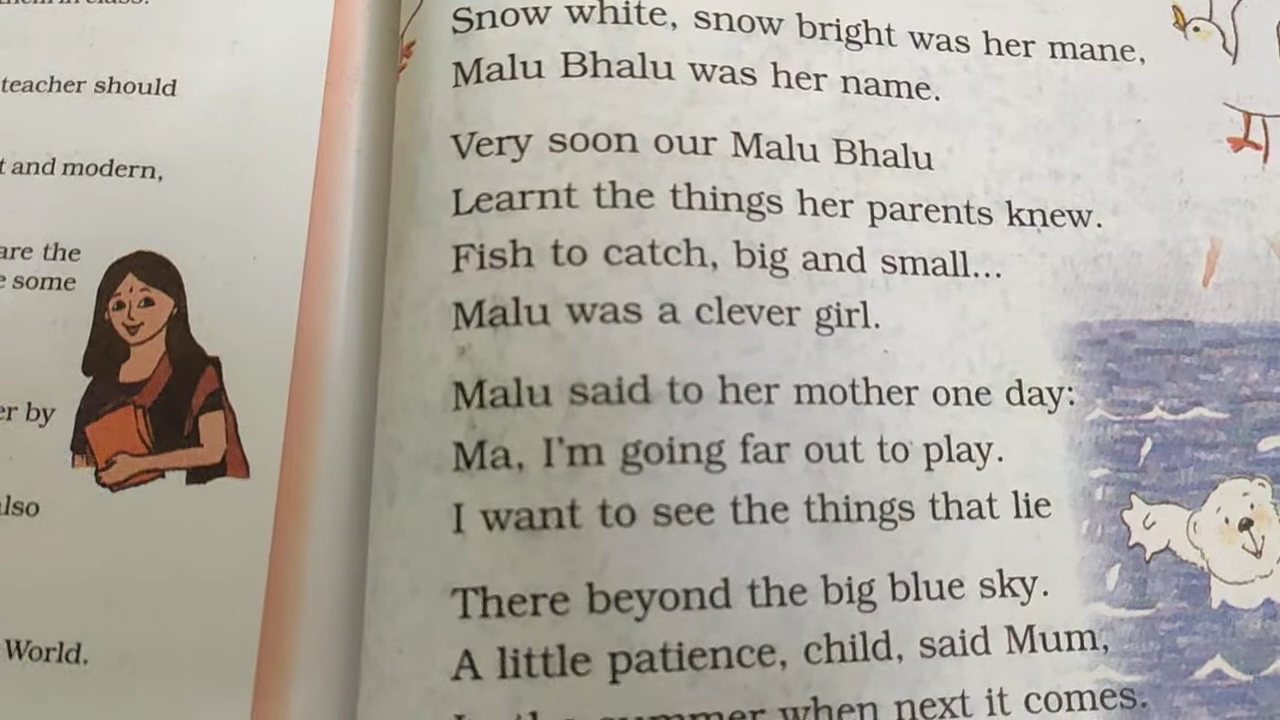 teacher should
and modern,
are the
some
by
World.
Snow white, snow bright was her mane,
Malu Bhalu was her name.
Very soon our Malu Bhalu
Learnt the things her parents knew.
Fish to catch, big and small...
Malu was a clever girl.
Malu said to her mother one day:
Ma, I'm going far out to play.
I want to see the things that lie
There beyond the big blue sky.
A little patience, child, said Mum,
summer when next it comes.